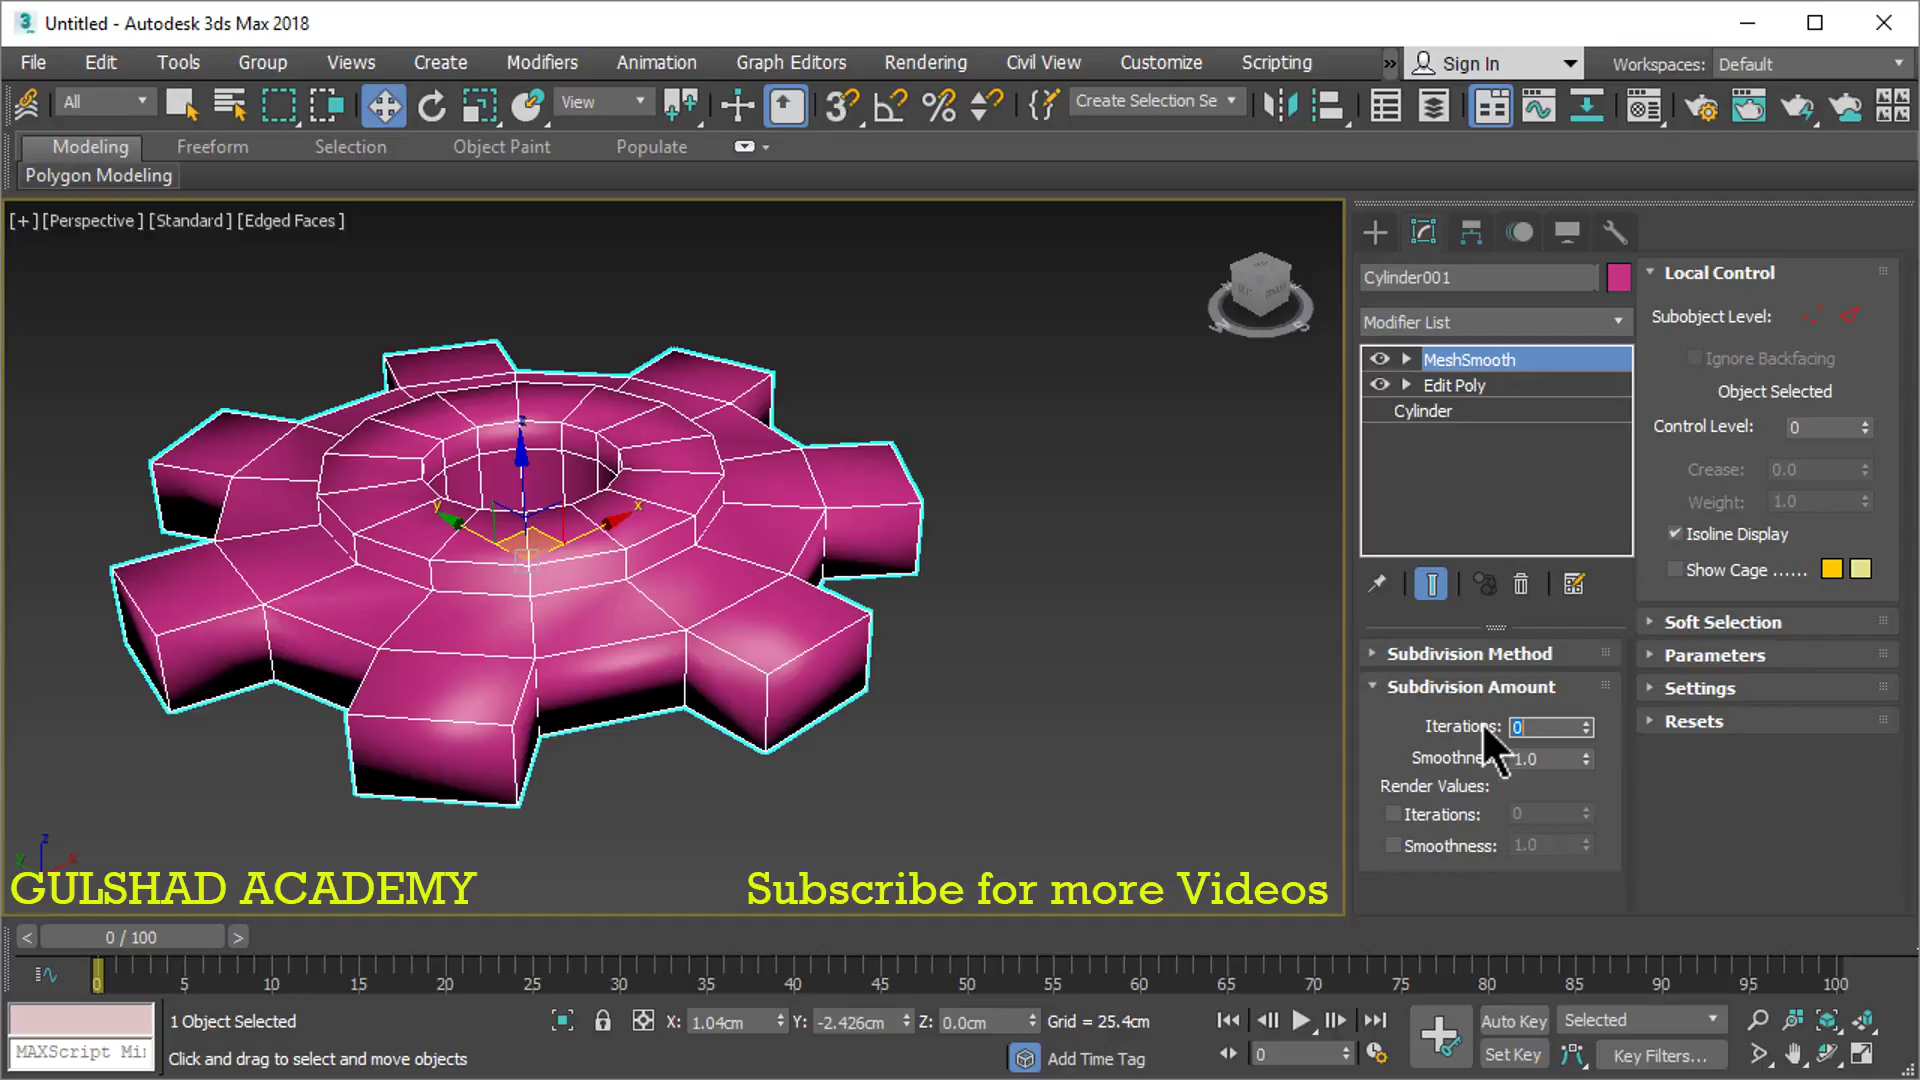 Untitled - Autodesk 3ds Max 2018
File Edit Tools Group Views Create Modifiers Animation Graph Editors Rendering Civil View Customize Scripting » Sign In Workspaces: Default
All View Create Selection Se
Modeling Freeform Selection Object Paint Populate
Polygon Modeling
[+] [Perspective] [Standard] [Edged Faces]
Cylinder001
Modifier List
MeshSmooth
Edit Poly
Cylinder
Subdivision Method
Subdivision Amount
Iterations: 0
Smoothne 1.0
Render Values:
Iterations: 0
Smoothness: 1.0
Local Control
Subobject Level:
Ignore Backfacing
Object Selected
Control Level: 0
Crease: 0.0
Weight: 1.0
Isoline Display
Show Cage ......
Soft Selection
Parameters
Settings
Resets
z
x
y
z
x
y
GULSHAD ACADEMY Subscribe for more Videos
< 0 / 100 >
0 5 10 15 20 25 30 35 40 45 50 55 60 65 70 75 80 85 90 95 100
1 Object Selected X: 1.04cm Y: -2.426cm Z: 0.0cm Grid = 25.4cm Auto Key Selected
MAXScript Mi Click and drag to select and move objects Add Time Tag 0 Set Key Key Filters...